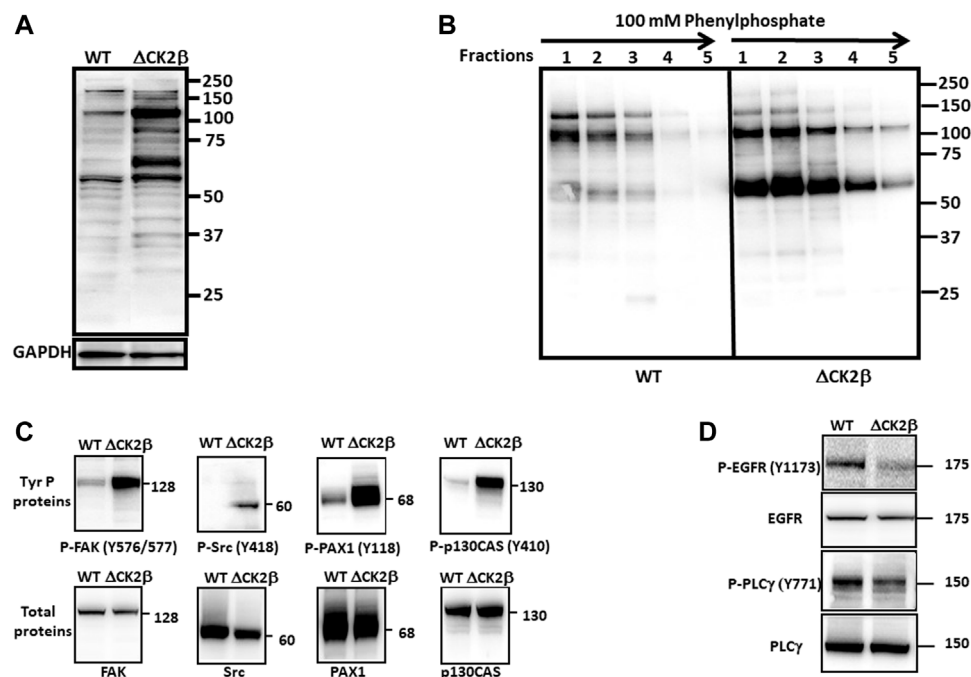 A
WT ΔCK2β
250
150
100
75
50
37
25
GAPDH
B
100 mM Phenylphosphate
Fractions 1 2 3 4 5 1 2 3 4 5
250
150
100
75
50
37
25
WT ΔCK2β
C
WT ΔCK2β WT ΔCK2β WT ΔCK2β WT ΔCK2β
Tyr P
proteins
128 60 68 130
P-FAK (Y576/577) P-Src (Y418) P-PAX1 (Y118) P-p130CAS (Y410)
WT ΔCK2β WT ΔCK2β WT ΔCK2β WT ΔCK2β
Total
proteins
128 60 68 130
FAK Src PAX1 p130CAS
D
WT ΔCK2β
P-EGFR (Y1173) 175
EGFR 175
P-PLCγ (Y771) 150
PLCγ 150